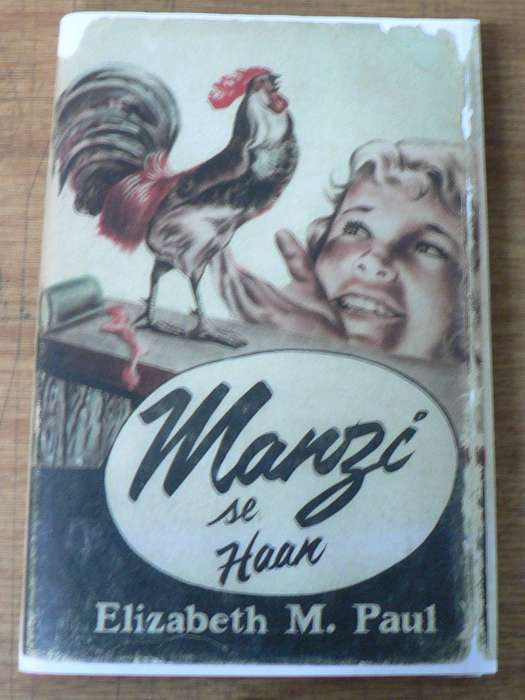 Manzi
se
Haan
Elizabeth M. Paul